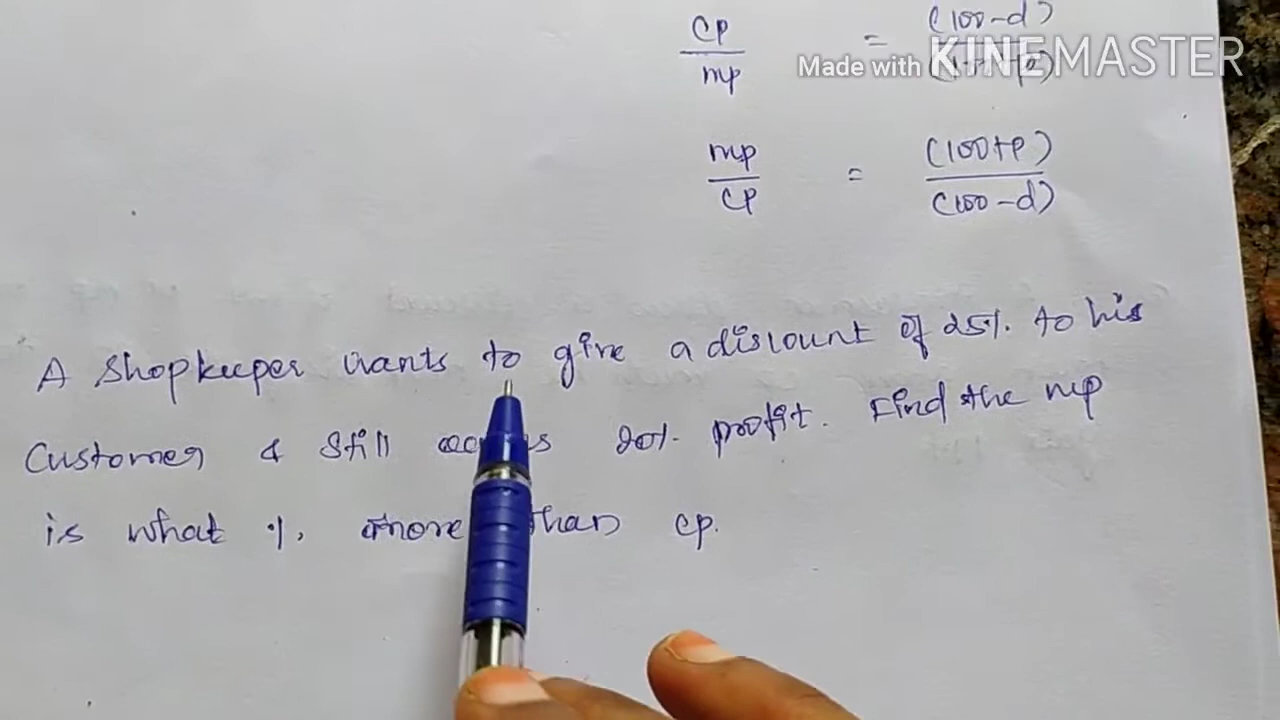 CP = (100-d)
mp
Made with KINEMASTER
mp = (100+P)
CP (100-d)
A Shopkeeper wants to give a discount of 25%. to his
Customer & Still 20%. profit. Find the mp
is what %, more than cp.